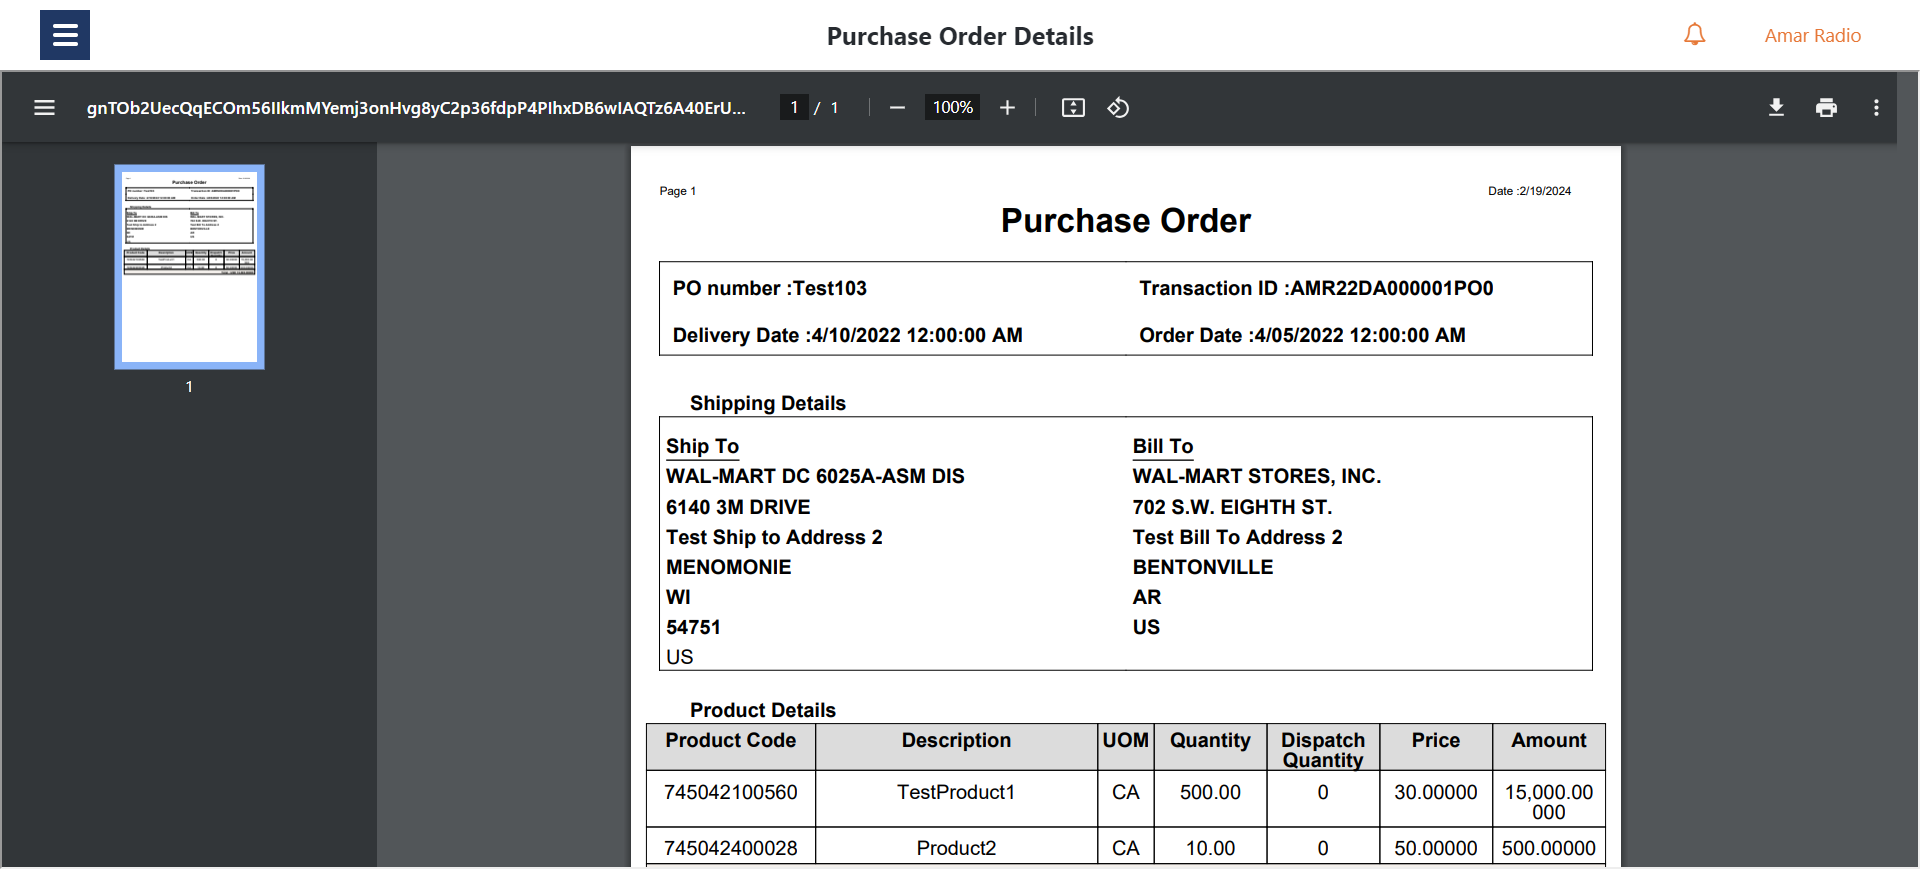 Purchase Order Details
Amar Radio
1 / 1
100%
Page 1
Date :2/19/2024
Purchase Order
PO number :Test103
Transaction ID :AMR22DA000001PO0
Delivery Date :4/10/2022 12:00:00 AM
Order Date :4/05/2022 12:00:00 AM
Shipping Details
Ship To
WAL-MART DC 6025A-ASM DIS
6140 3M DRIVE
Test Ship to Address 2
MENOMONIE
WI
54751
US
Bill To
WAL-MART STORES, INC.
702 S.W. EIGHTH ST.
Test Bill To Address 2
BENTONVILLE
AR
US
Product Details
Product Code Description UOM Quantity Dispatch Quantity Price Amount
745042100560 TestProduct1 CA 500.00 0 30.00000 15,000.00000
745042400028 Product2 CA 10.00 0 50.00000 500.00000
1